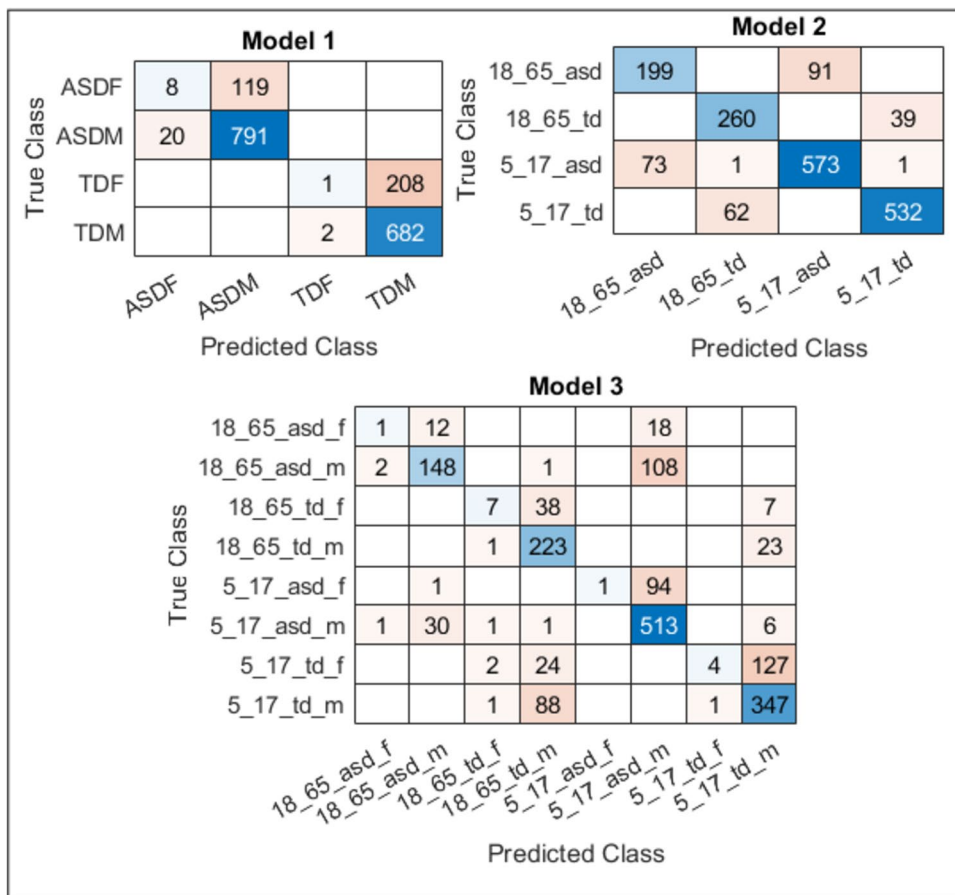 Model 1
True Class
ASDF 8 119
ASDM 20 791
TDF 1 208
TDM 2 682
ASDF ASDM TDF TDM
Predicted Class
Model 2
True Class
18_65_asd 199 91
18_65_td 260 39
5_17_asd 73 1 573 1
5_17_td 62 532
18_65_asd 18_65_td 5_17_asd 5_17_td
Predicted Class
Model 3
True Class
18_65_asd_f 1 12 18
18_65_asd_m 2 148 1 108
18_65_td_f 7 38 7
18_65_td_m 1 223 23
5_17_asd_f 1 1 94
5_17_asd_m 1 30 1 1 513 6
5_17_td_f 2 24 4 127
5_17_td_m 1 88 1 347
18_65_asd_f 18_65_asd_m 18_65_td_f 18_65_td_m 5_17_asd_f 5_17_asd_m 5_17_td_f 5_17_td_m
Predicted Class